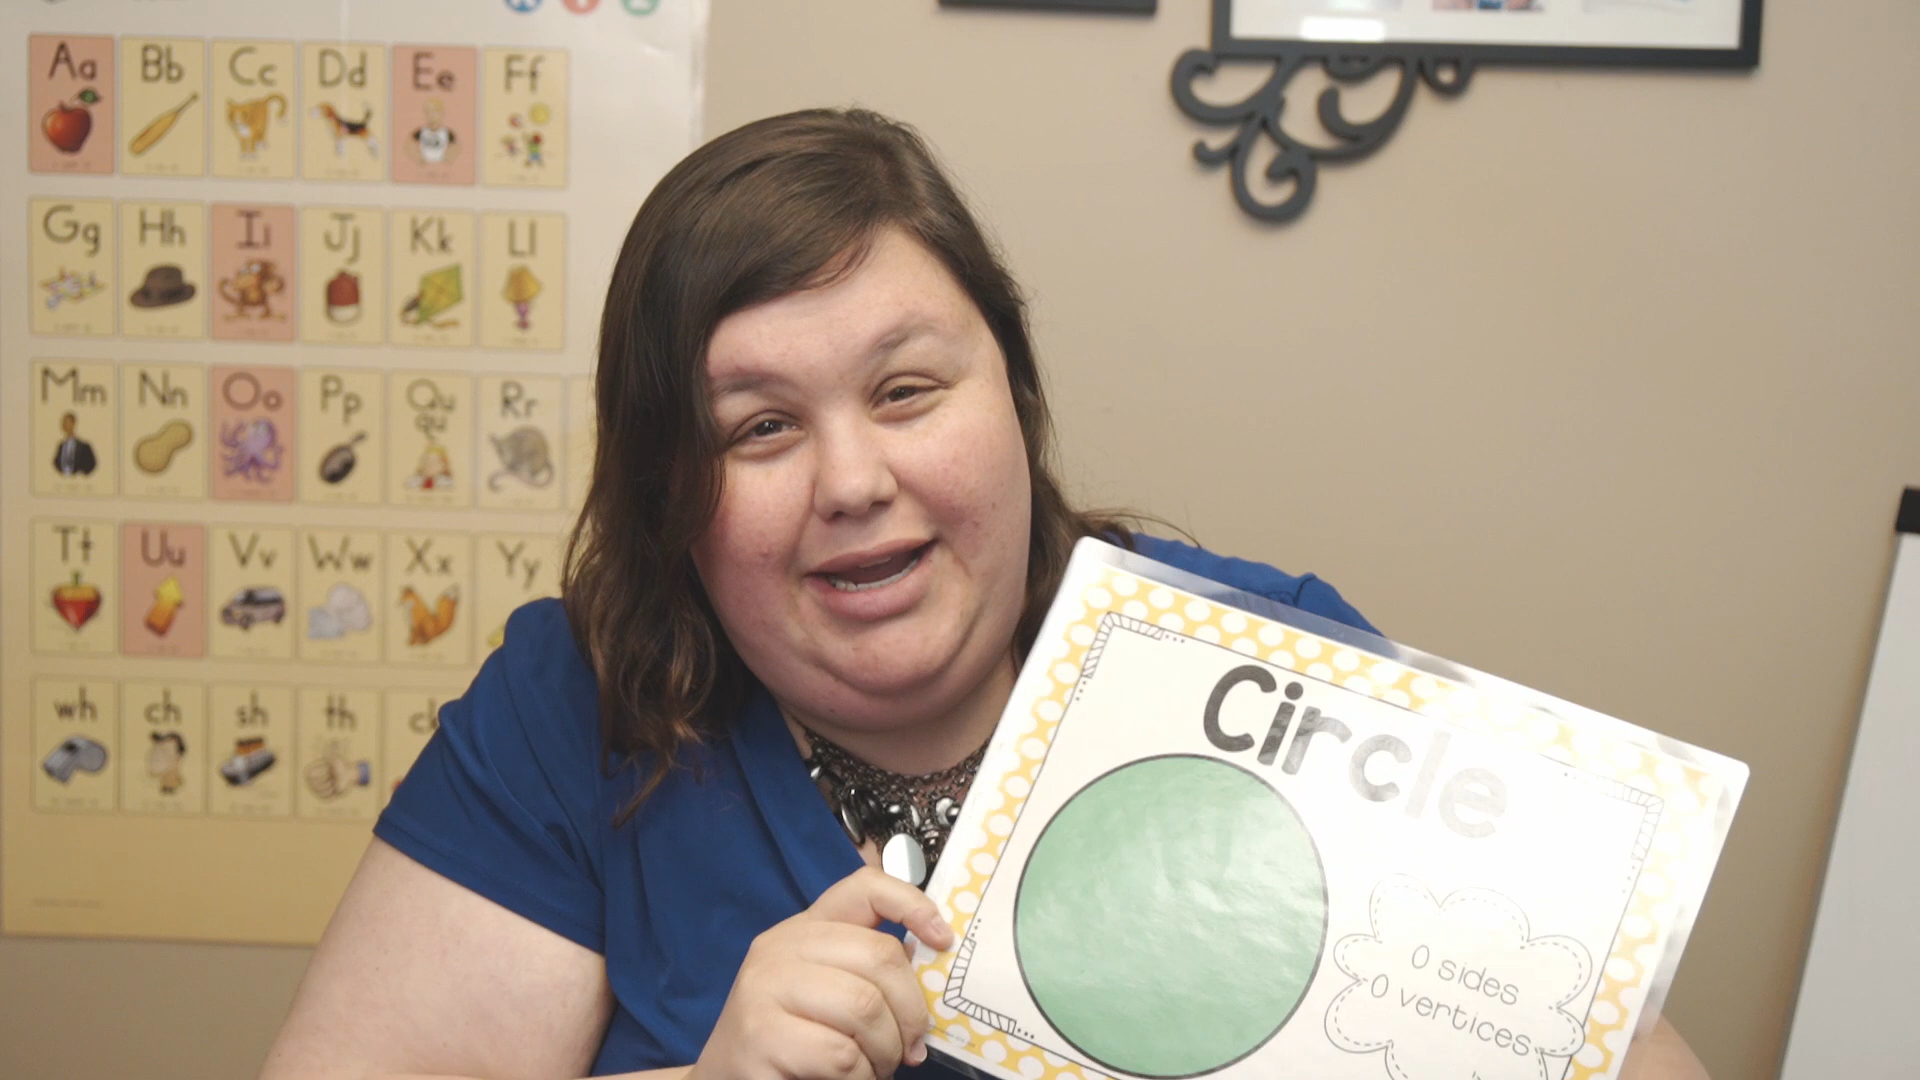 Aa Bb Cc Dd Ee Ff
Gg Hh Ii Jj Kk Ll
Mm Nn Oo Pp Qu qu Rr
Tt Uu Vv Ww Xx Yy
wh ch sh th
Circle
0 sides
0 vertices